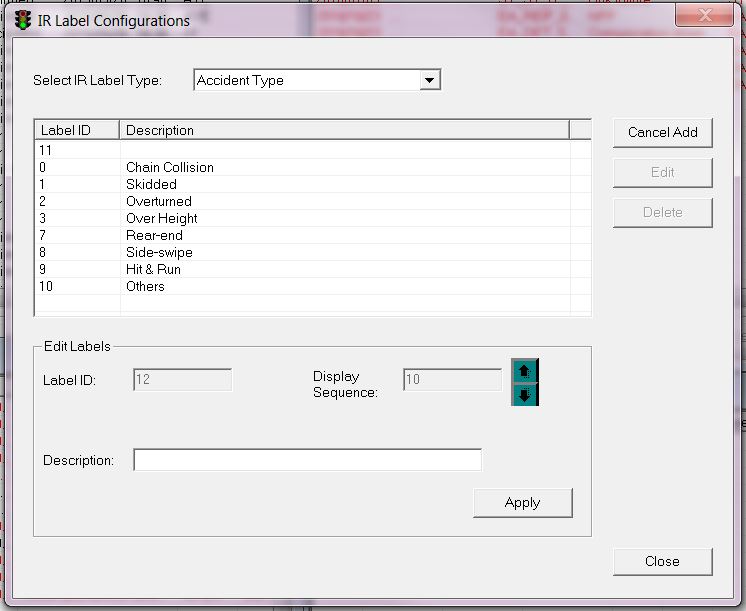 IR Label Configurations
Select IR Label Type: Accident Type
Label ID Description
11
0 Chain Collision
1 Skidded
2 Overturned
3 Over Height
7 Rear-end
8 Side-swipe
9 Hit & Run
10 Others
Cancel Add
Edit
Delete
Edit Labels
Label ID: 12
Display
Sequence: 10
Description:
Apply
Close